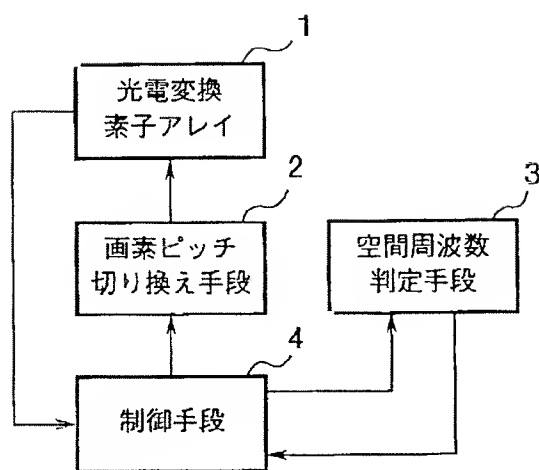 1
光電変換
素子アレイ
2
画素ピッチ
切り換え手段
3
空間周波数
判定手段
4
制御手段